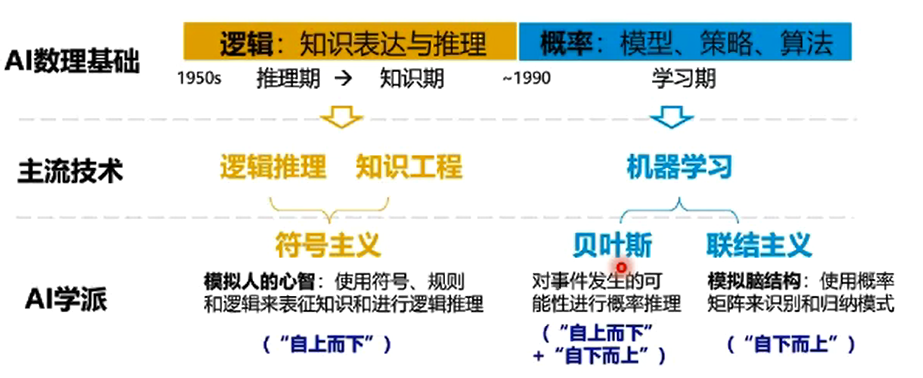 逻辑：知识表达与推理
概率：模型、策略、算法
AI数理基础
1950s
推理期 → 知识期
~1990
学习期
主流技术
逻辑推理
知识工程
机器学习
AI学派
符号主义
模拟人的心智：使用符号、规则
和逻辑来表征知识和进行逻辑推理
（“自上而下”）
贝叶斯
对事件发生的可
能性进行概率推理
（“自上而下”
+“自下而上”）
联结主义
模拟脑结构：使用概率
矩阵来识别和归纳模式
（“自下而上”）